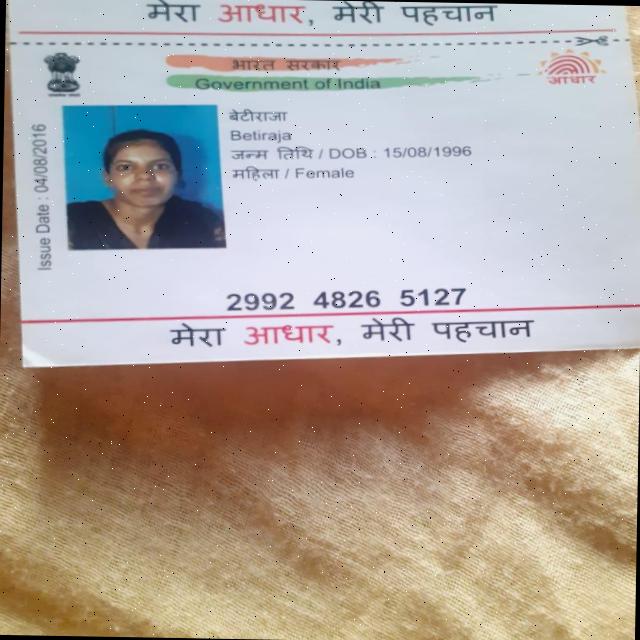 मेरा आधार, मेरी पहचान
भारत सरकार
Government of India
आधार
Issue Date : 04/08/2016
बेटीराजा
Betiraja
जन्म तिथि / DOB : 15/08/1996
महिला / Female
2992 4826 5127
मेरा आधार, मेरी पहचान